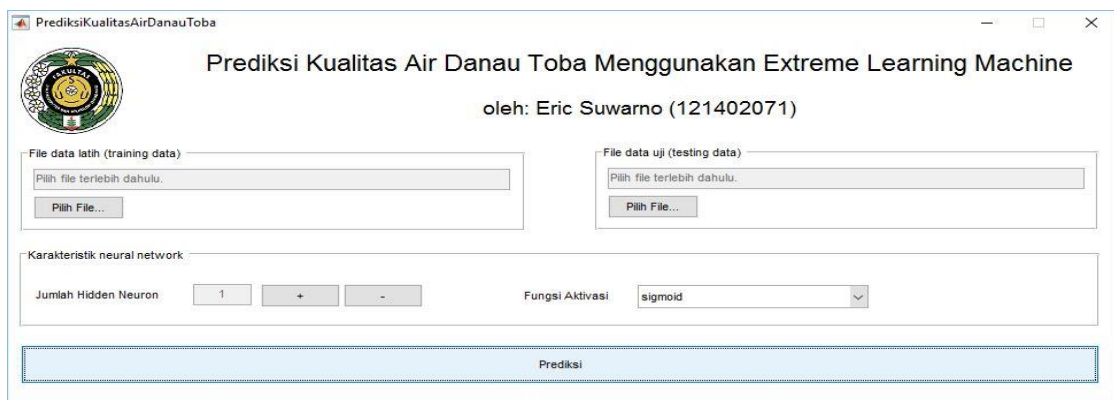 PrediksiKualitasAirDanauToba
FAKULTAS
Prediksi Kualitas Air Danau Toba Menggunakan Extreme Learning Machine
oleh: Eric Suwarno (121402071)
File data latih (training data)
Pilih file terlebih dahulu.
Pilih File...
File data uji (testing data)
Pilih file terlebih dahulu.
Pilih File...
Karakteristik neural network
Jumlah Hidden Neuron 1 + - Fungsi Aktivasi sigmoid
Prediksi